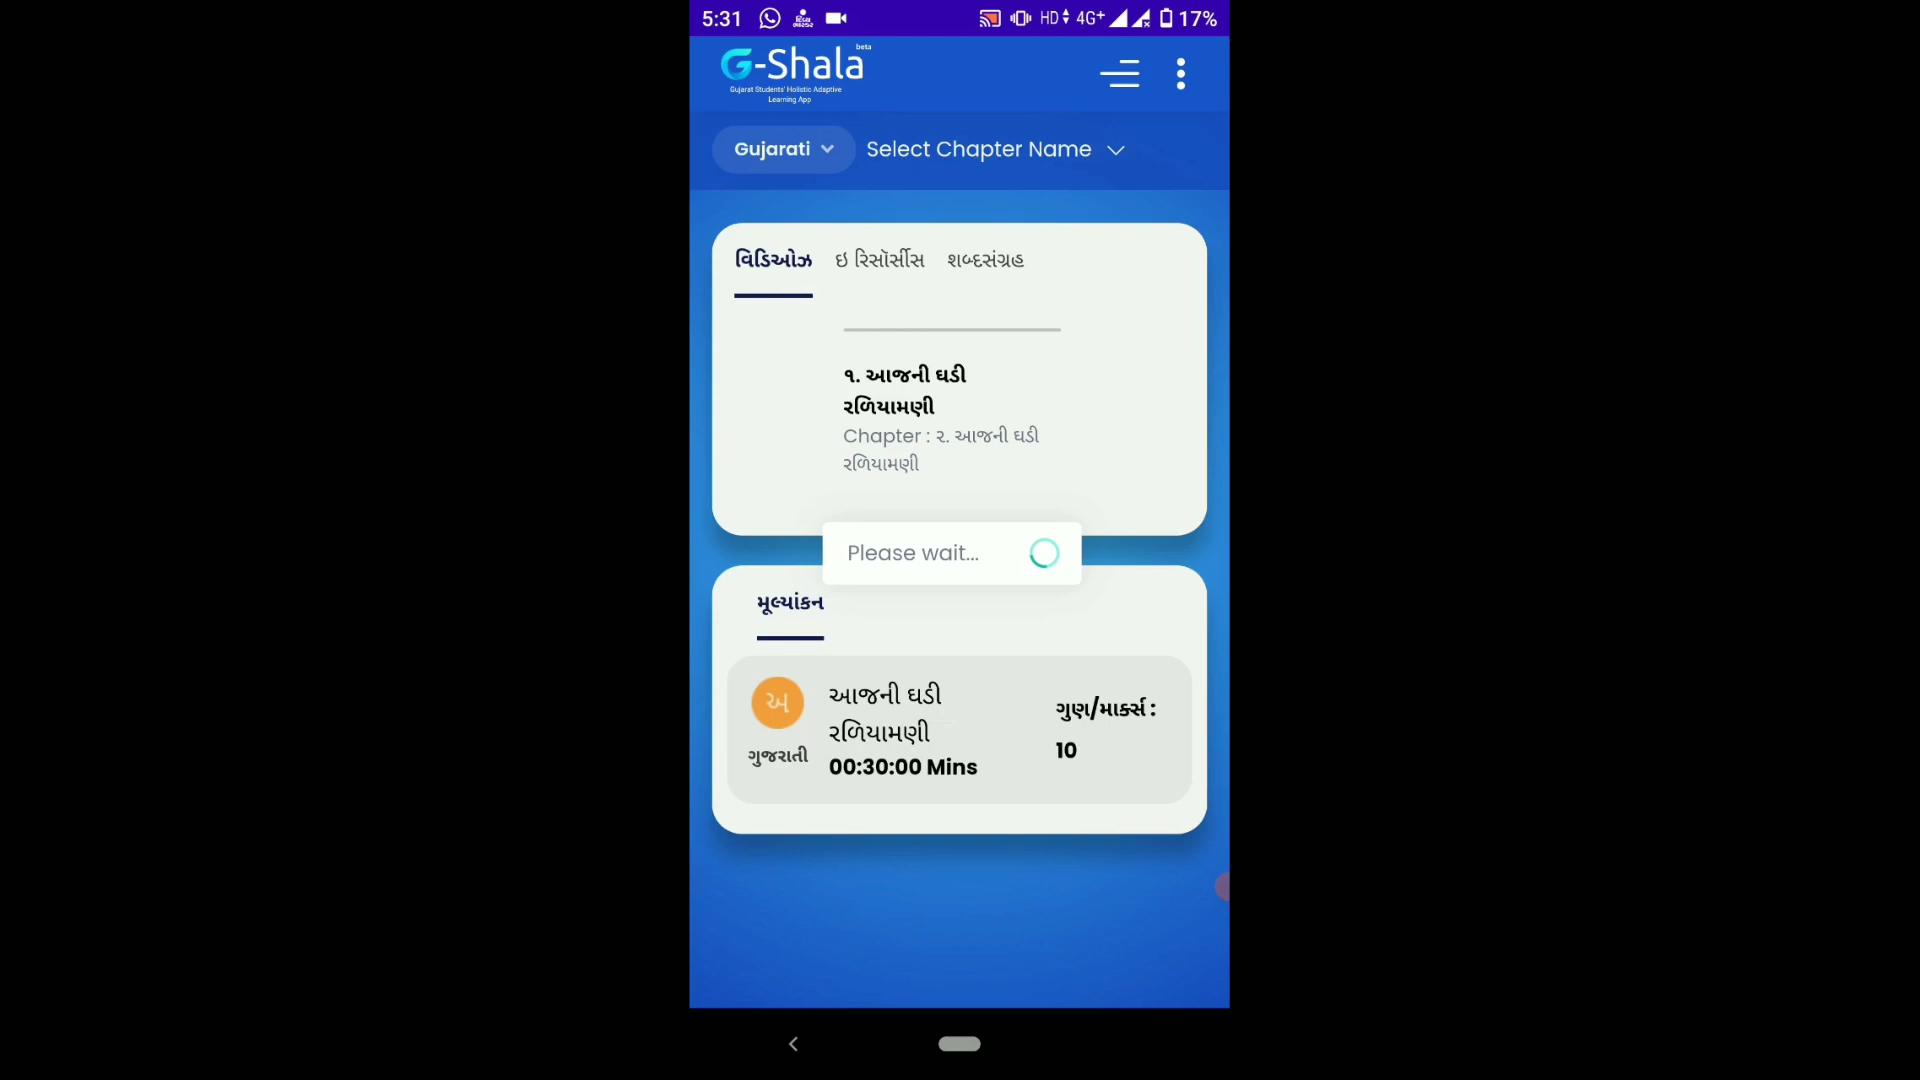 5:31
HD 4G+ 17%
G-Shala beta
Gujarat Students' Holistic Adaptive
Learning App
Gujarati Select Chapter Name
વિડિઓઝ ઇ રિસૉર્સીસ શબ્દસંગ્રહ
૧. આજની ઘડી
રળિયામણી
Chapter : ૨. આજની ઘડી
રળિયામણી
Please wait...
મૂલ્યાંકન
અ
ગુજરાતી
આજની ઘડી
રળિયામણી
00:30:00 Mins
ગુણ/માર્ક્સ :
10